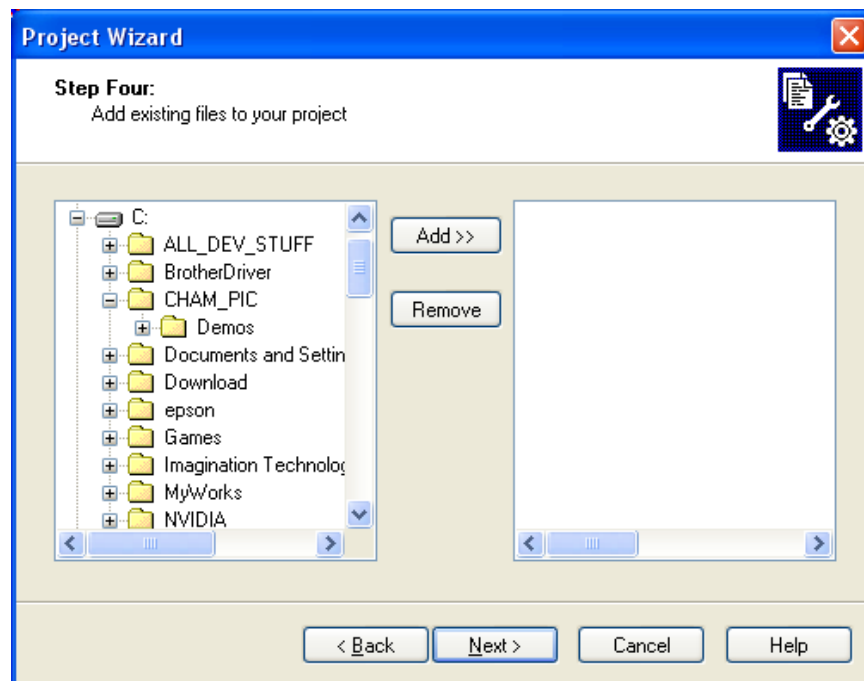 Project Wizard
Step Four:
Add existing files to your project
C:
ALL_DEV_STUFF
BrotherDriver
CHAM_PIC
Demos
Documents and Settin
Download
epson
Games
Imagination Technolog
MyWorks
NVIDIA
Add >>
Remove
< Back
Next >
Cancel
Help